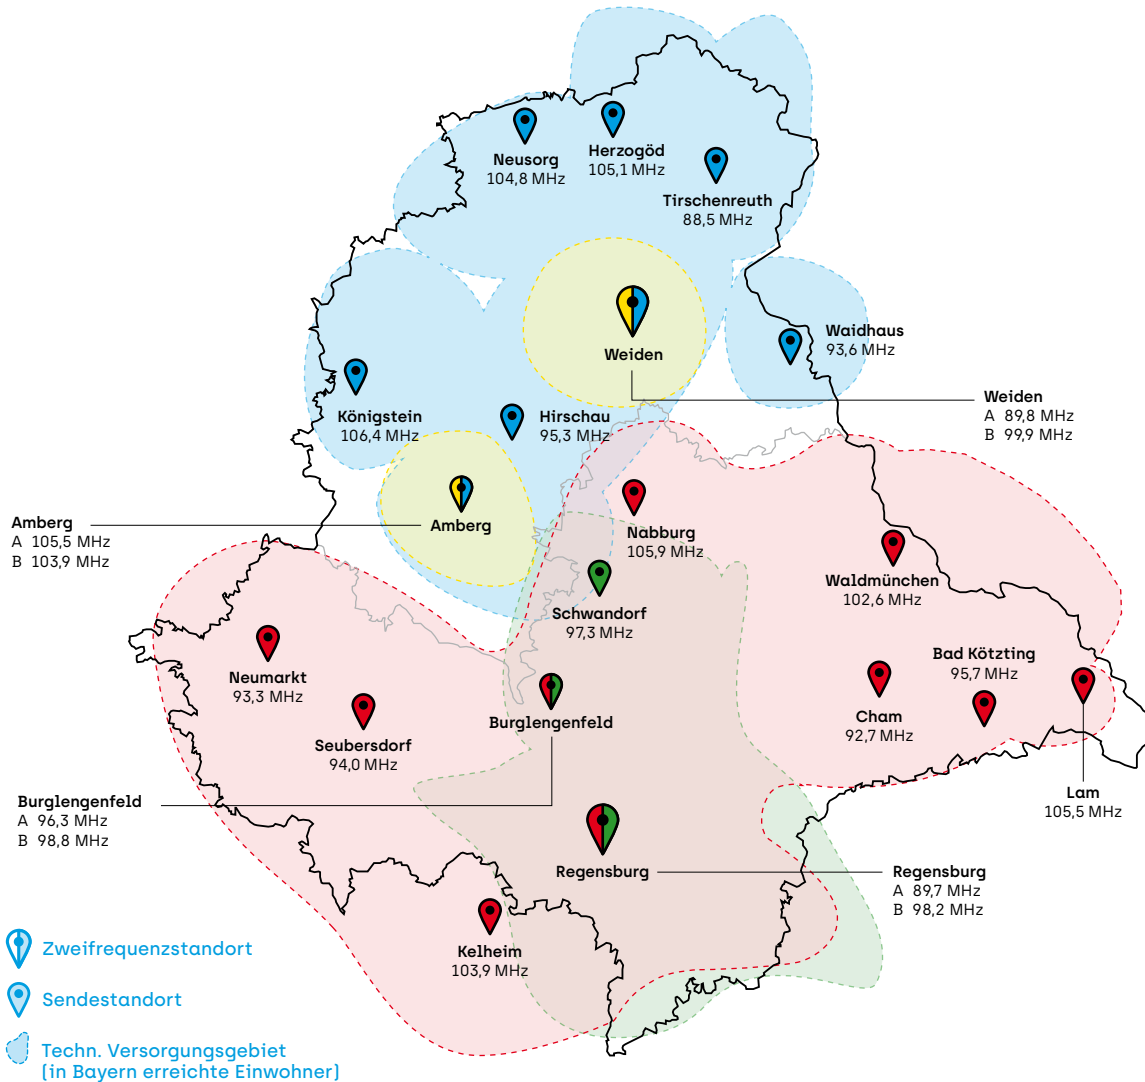 Neusorg
104,8 MHz
Herzogöd
105,1 MHz
Tirschenreuth
88,5 MHz
Weiden
Waidhaus
93,6 MHz
Königstein
106,4 MHz
Hirschau
95,3 MHz
Weiden
A 89,8 MHz
B 99,9 MHz
Amberg
Amberg
A 105,5 MHz
B 103,9 MHz
Nabburg
105,9 MHz
Waldmünchen
102,6 MHz
Schwandorf
97,3 MHz
Neumarkt
93,3 MHz
Bad Kötzting
95,7 MHz
Burglengenfeld
Cham
92,7 MHz
Seubersdorf
94,0 MHz
Lam
105,5 MHz
Burglengenfeld
A 96,3 MHz
B 98,8 MHz
Regensburg
Regensburg
A 89,7 MHz
B 98,2 MHz
Kelheim
103,9 MHz
Zweifrequenzstandort
Sendestandort
Techn. Versorgungsgebiet
(in Bayern erreichte Einwohner)